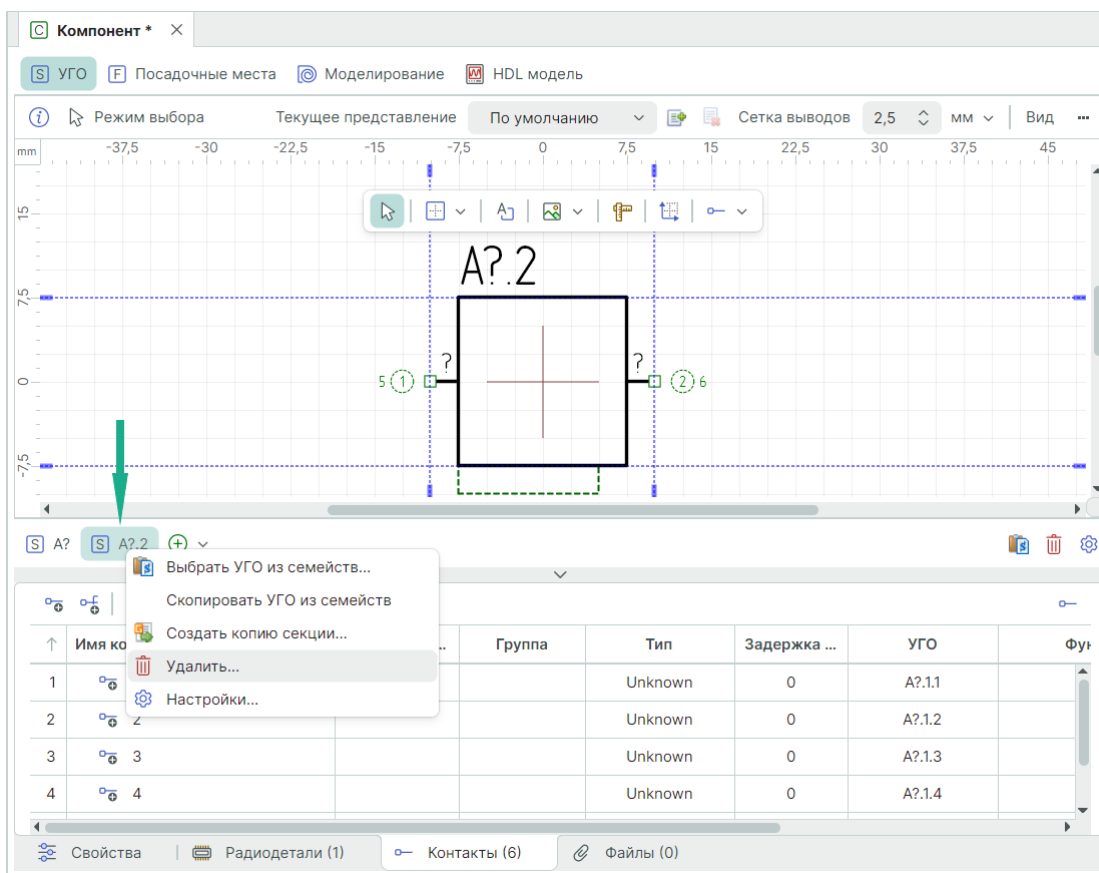 Компонент *
УГО Посадочные места Моделирование HDL модель
Режим выбора Текущее представление По умолчанию Сетка выводов 2,5 мм Вид
mm -37,5 -30 -22,5 -15 -7,5 0 7,5 15 22,5 30 37,5 45
15
7,5
0
-7,5
A?.2
? ?
5 1 2 6
S A? S A?.2
Выбрать УГО из семейств...
Скопировать УГО из семейств
Создать копию секции...
Удалить...
Настройки...
Имя ко .. Группа Тип Задержка ... УГО Фун
1 Unknown 0 A?.1.1
2 2 Unknown 0 A?.1.2
3 3 Unknown 0 A?.1.3
4 4 Unknown 0 A?.1.4
Свойства Радиодетали (1) Контакты (6) Файлы (0)